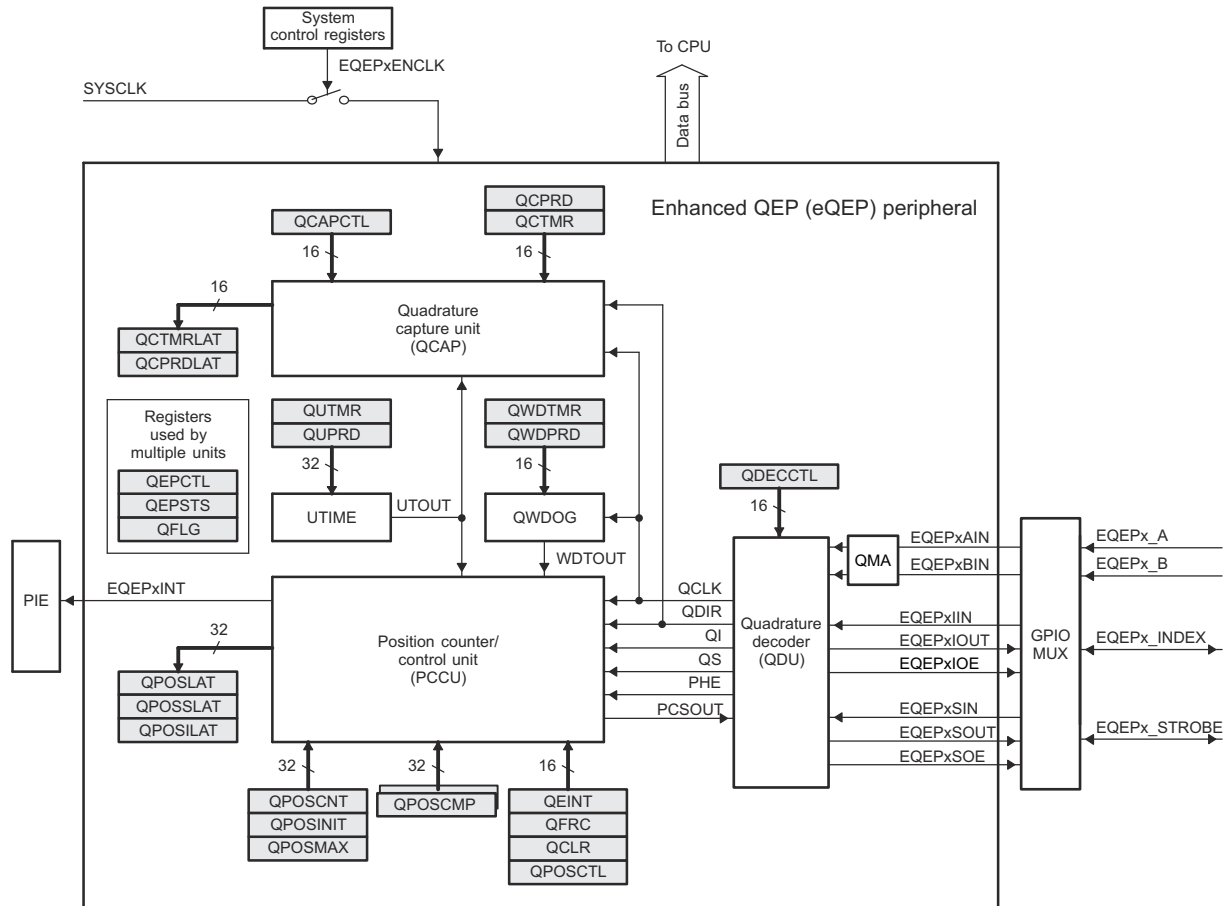 System
control registers
To CPU
EQEPxENCLK
SYSCLK
Data bus
Enhanced QEP (eQEP) peripheral
QCAPCTL
QCPRD
QCTMR
16
16
16
Quadrature
capture unit
(QCAP)
QCTMRLAT
QCPRDLAT
Registers
used by
multiple units
QEPCTL
QEPSTS
QFLG
QUTMR
QUPRD
32
UTIME
UTOUT
QWDTMR
QWDPRD
16
QWDOG
WDTOUT
QDECCTL
16
PIE
EQEPxINT
32
QPOSLAT
QPOSSLAT
QPOSILAT
Position counter/
control unit
(PCCU)
QCLK
QDIR
QI
QS
PHE
PCSOUT
Quadrature
decoder
(QDU)
QMA
EQEPxAIN
EQEPxBIN
EQEPxIIN
EQEPxIOUT
EQEPxIOE
EQEPxSIN
EQEPxSOUT
EQEPxSOE
GPIO
MUX
EQEPx_A
EQEPx_B
EQEPx_INDEX
EQEPx_STROBE
32
32
16
QPOSCNT
QPOSINIT
QPOSMAX
QPOSCMP
QEINT
QFRC
QCLR
QPOSCTL